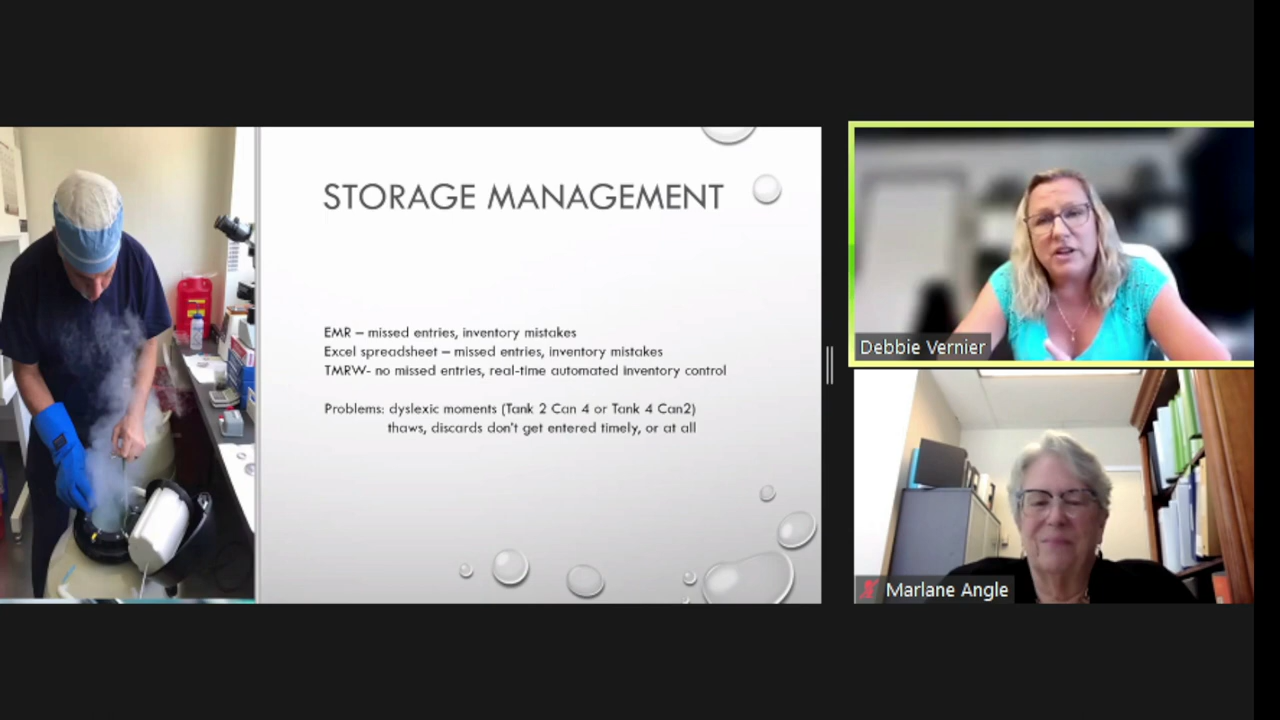 STORAGE MANAGEMENT
EMR – missed entries, inventory mistakes
Excel spreadsheet – missed entries, inventory mistakes
TMRW- no missed entries, real-time automated inventory control
Problems: dyslexic moments (Tank 2 Can 4 or Tank 4 Can2)
thaws, discards don't get entered timely, or at all
Debbie Vernier
Marlane Angle